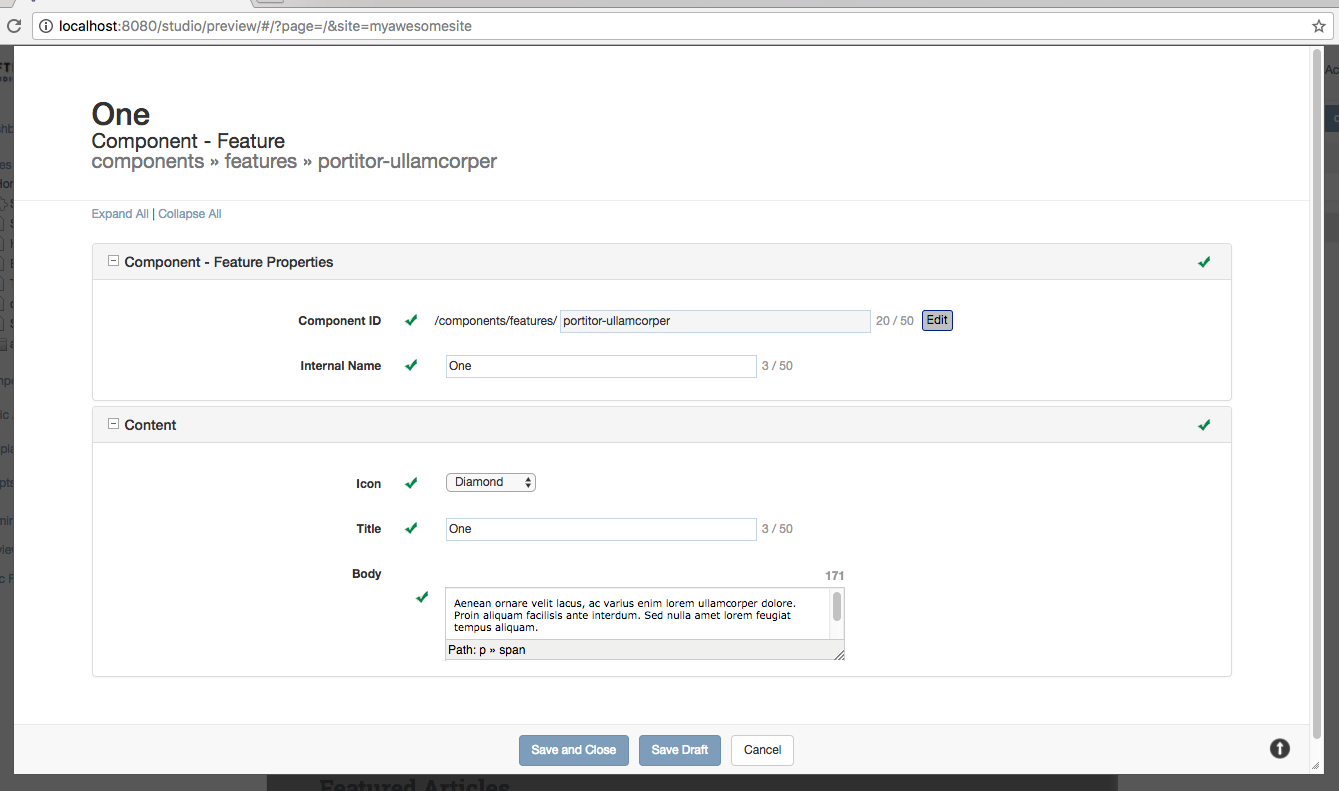 localhost:8080/studio/preview/#/?page=/&site=myawesomesite
One
Component - Feature
components » features » portitor-ullamcorper
Expand All | Collapse All
Component - Feature Properties
Component ID /components/features/ portitor-ullamcorper 20 / 50 Edit
Internal Name One 3 / 50
Content
Icon Diamond
Title One 3 / 50
Body 171
Aenean ornare velit lacus, ac varius enim lorem ullamcorper dolore.
Proin aliquam facilisis ante interdum. Sed nulla amet lorem feugiat
tempus aliquam.
Path: p » span
Save and Close Save Draft Cancel
Featured Articles